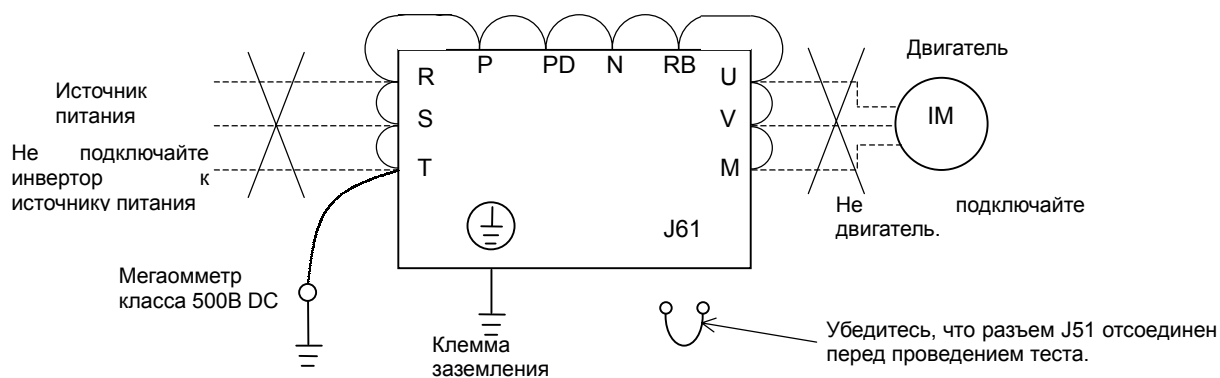 P PD N RB
R
S
T
U
V
M
J61
Источник
питания
Не подключайте
инвертор к
источнику питания
Мегаомметр
класса 500В DC
Клемма
заземления
Двигатель
IM
Не подключайте
двигатель.
Убедитесь, что разъем J51 отсоединен
перед проведением теста.